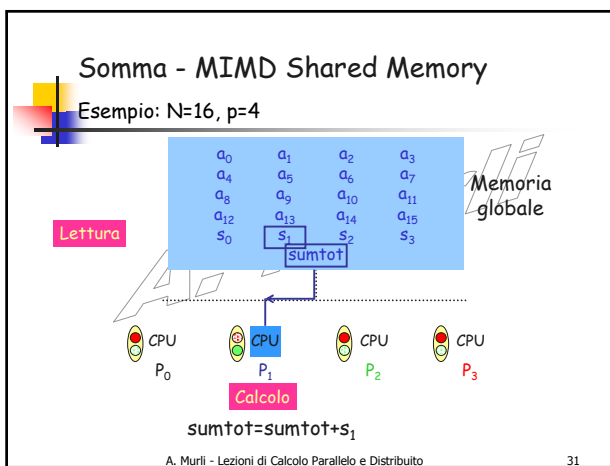 Somma - MIMD Shared Memory
Esempio: N=16, p=4
a0 a1 a2 a3
a4 a5 a6 a7
a8 a9 a10 a11
a12 a13 a14 a15
s0 s1 s2 s3
sumtot
Memoria
globale
Lettura
CPU CPU CPU CPU
P0 P1 P2 P3
Calcolo
sumtot=sumtot+s1
A. Murli - Lezioni di Calcolo Parallelo e Distribuito 31